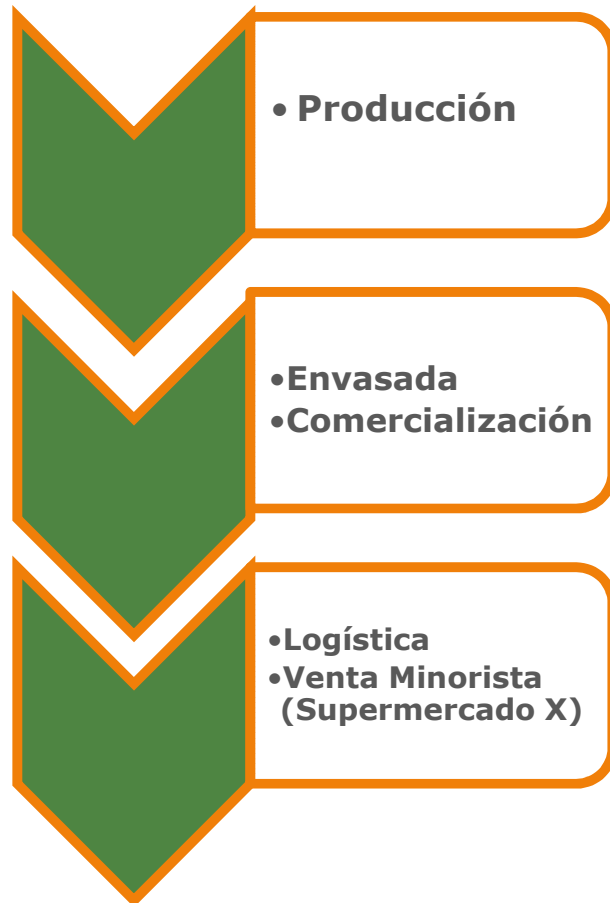 • Producción
•Envasada
•Comercialización
•Logística
•Venta Minorista
(Supermercado X)